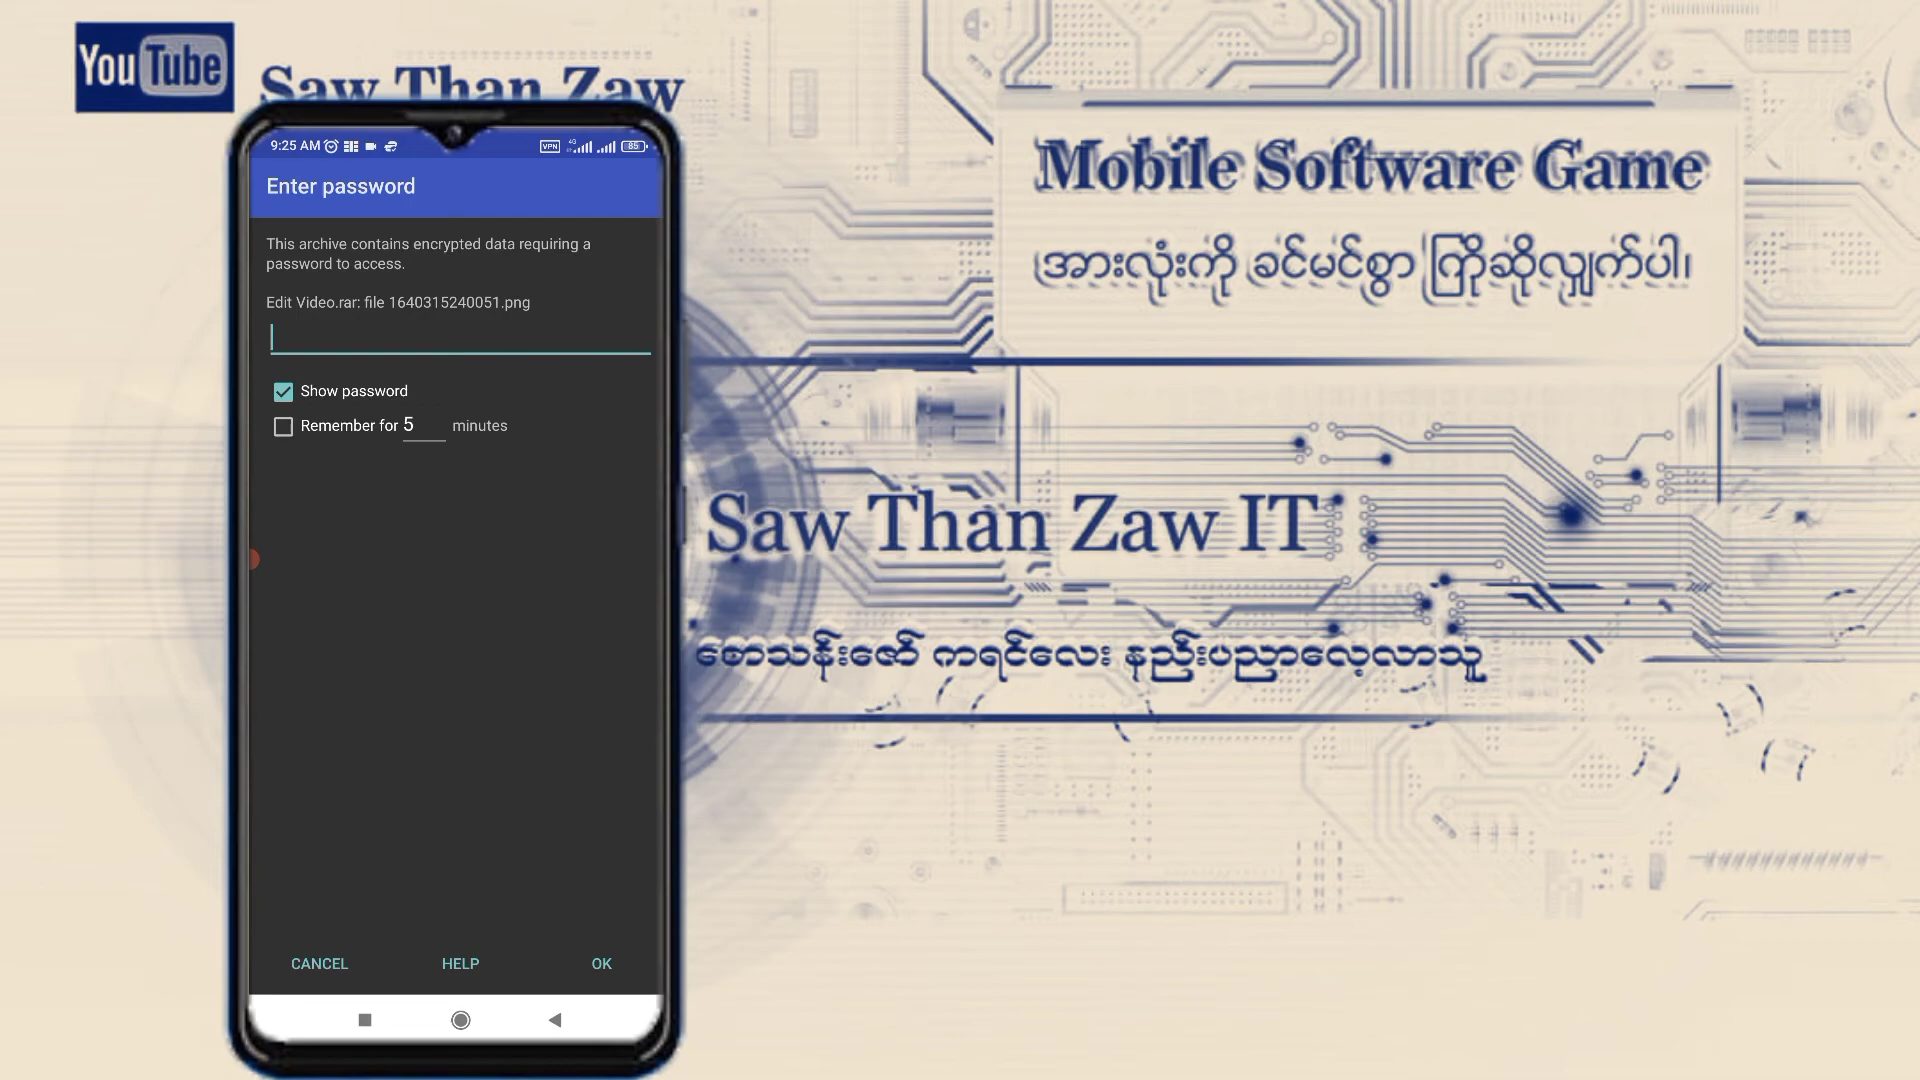 YouTube
Saw Than Zaw
9:25 AM
VPN
4G
85
Enter password
This archive contains encrypted data requiring a
password to access.
Edit Video.rar: file 1640315240051.png
Show password
Remember for 5 minutes
CANCEL
HELP
OK
Mobile Software Game
အားလုံးကို ခင်မင်စွာ ကြိုဆိုလျှက်ပါ၊
Saw Than Zaw IT
စောသန်းဇော် ကရင်လေး နည်းပညာလေ့လာသူ